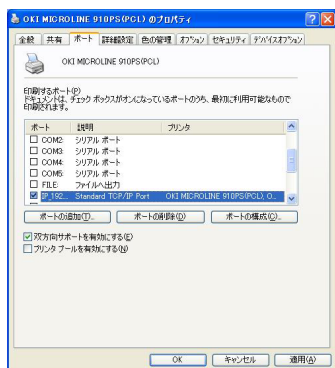 OKI MICROLINE 910PS(PCL) のプロパティ
全般 共有 ポート 詳細設定 色の管理 オプション セキュリティ デバイスオプション
OKI MICROLINE 910PS(PCL)
印刷するポート(P)
ドキュメントは、チェック ボックスがオンになっているポートのうち、最初に利用可能なもので
印刷されます。
ポート 説明 プリンタ
COM2: シリアル ポート
COM3: シリアル ポート
COM4: シリアル ポート
COM5: シリアル ポート
FILE: ファイルへ出力
IP_192... Standard TCP/IP Port OKI MICROLINE 910PS(PCL), O...
ポートの追加(T)... ポートの削除(D) ポートの構成(C)...
双方向サポートを有効にする(E)
プリンタ プールを有効にする(N)
OK キャンセル 適用(A)